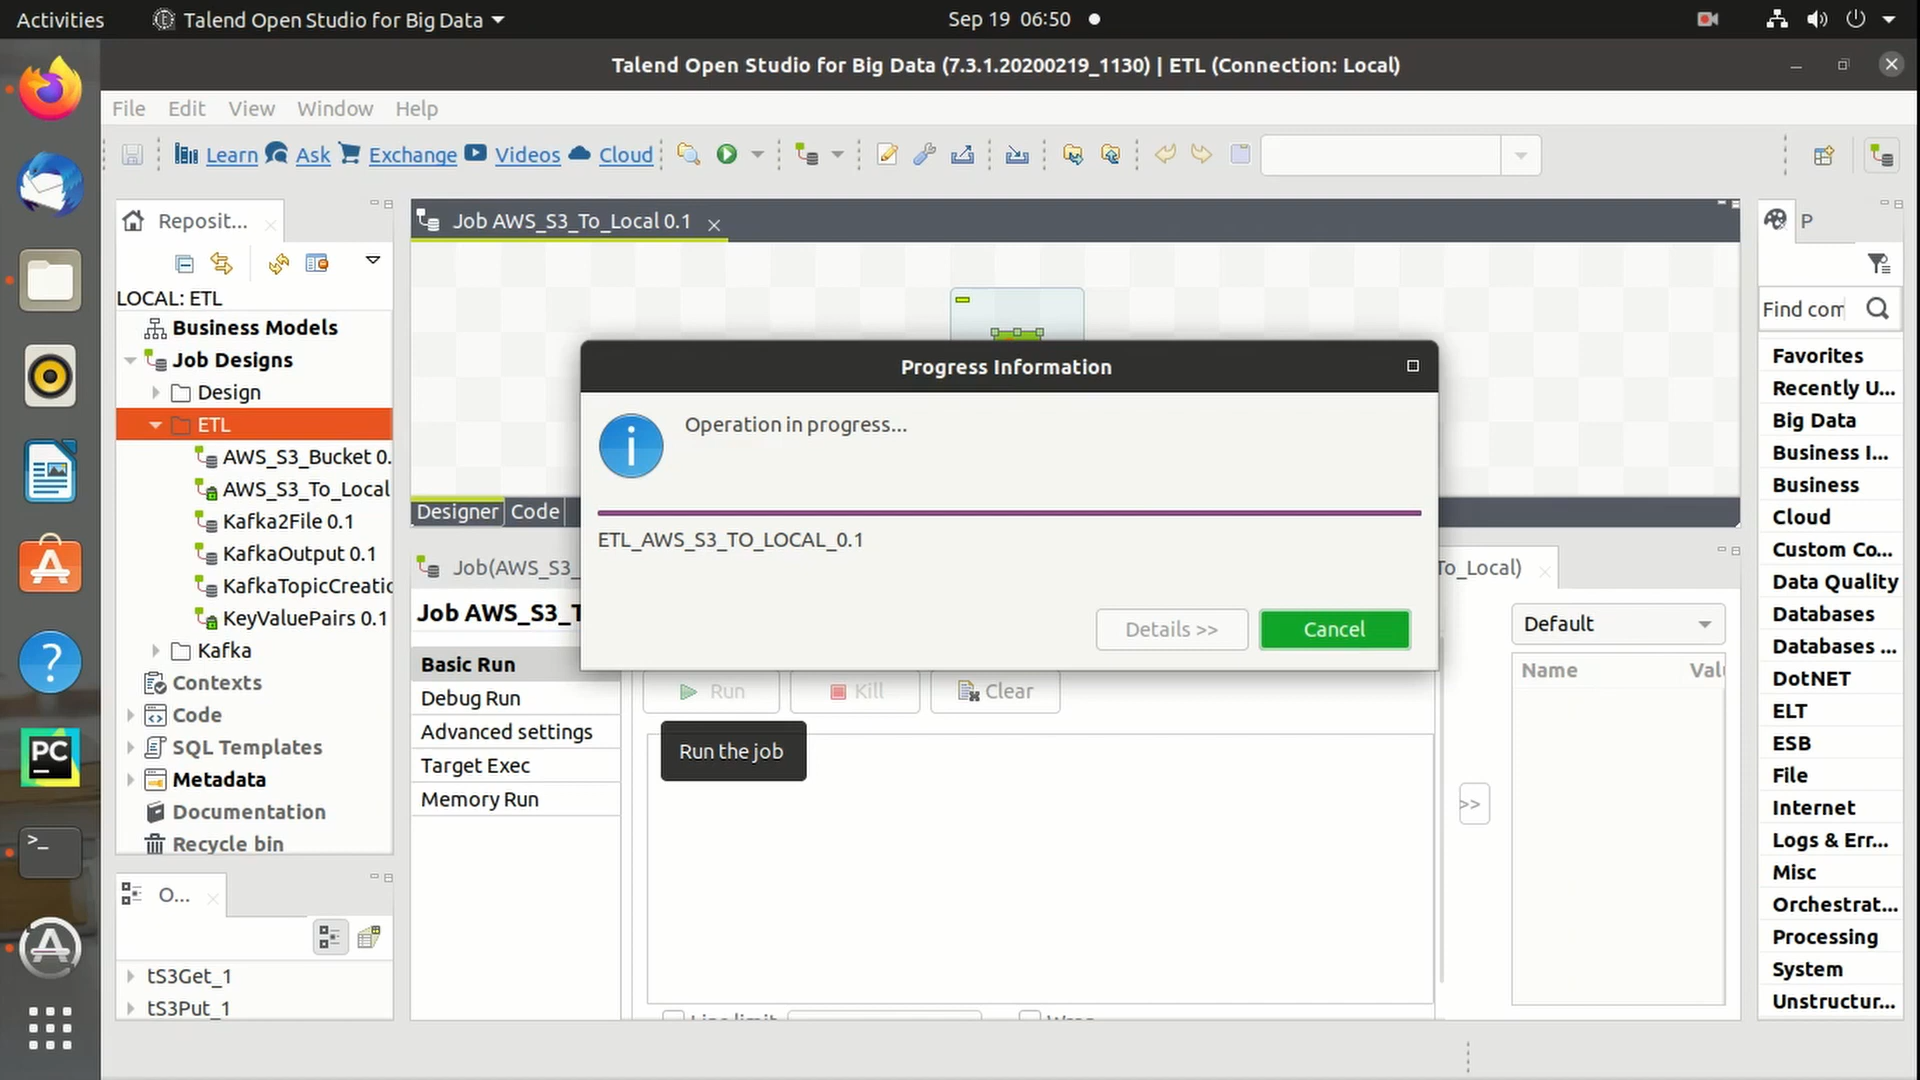 Activities
Talend Open Studio for Big Data
Sep 19 06:50
Talend Open Studio for Big Data (7.3.1.20200219_1130) | ETL (Connection: Local)
File Edit View Window Help
Learn Ask Exchange Videos Cloud
Reposit...
LOCAL: ETL
Business Models
Job Designs
Design
ETL
AWS_S3_Bucket 0.
AWS_S3_To_Local
Kafka2File 0.1
KafkaOutput 0.1
KafkaTopicCreatio
KeyValuePairs 0.1
Kafka
Contexts
Code
SQL Templates
Metadata
Documentation
Recycle bin
O...
tS3Get_1
tS3Put_1
Job AWS_S3_To_Local 0.1
Designer Code
Progress Information
Operation in progress...
ETL_AWS_S3_TO_LOCAL_0.1
Details >>
Cancel
Job(AWS_S3_
To_Local)
Job AWS_S3_T
Basic Run
Debug Run
Advanced settings
Target Exec
Memory Run
Run
Kill
Clear
Run the job
>>
Default
Name
Valu
P
Find com
Favorites
Recently U...
Big Data
Business I...
Business
Cloud
Custom Co...
Data Quality
Databases
Databases ...
DotNET
ELT
ESB
File
Internet
Logs & Err...
Misc
Orchestrat...
Processing
System
Unstructur...
PC